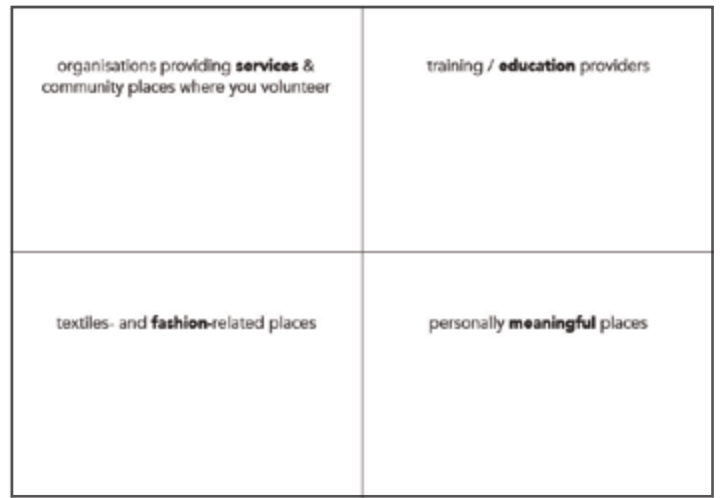 organisations providing services &
community places where you volunteer
training / education providers
textiles- and fashion-related places
personally meaningful places